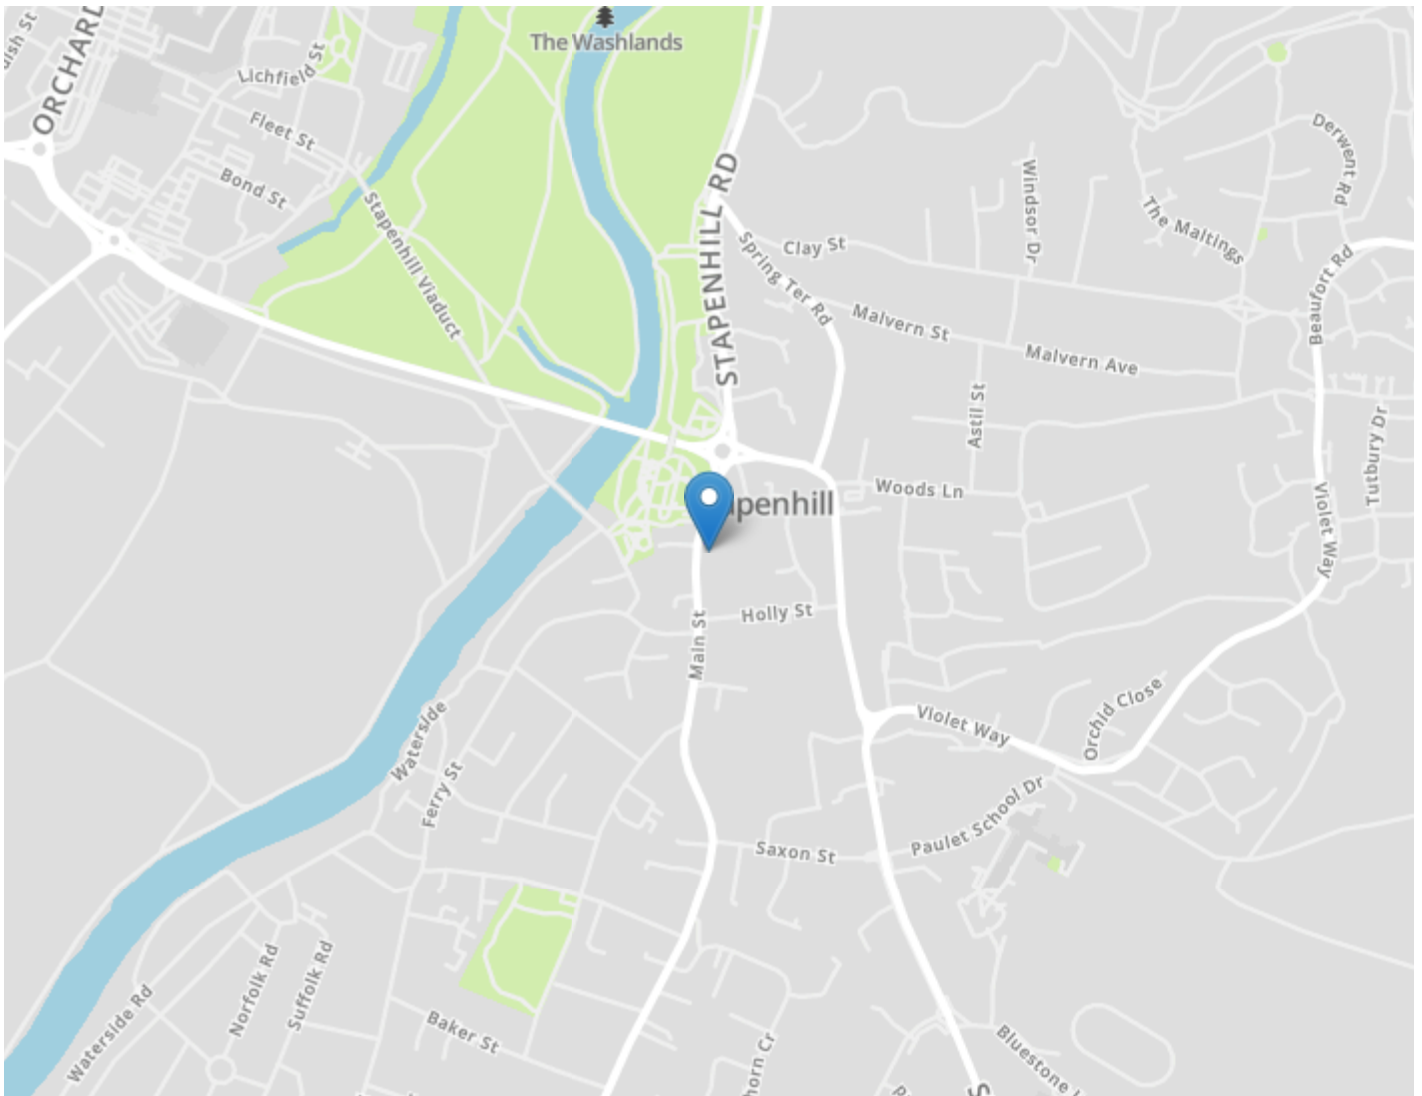 The Washlands
ORCHARD
Lichfield St
Fleet St
Bond St
Stapenhill Viaduct
STAPENHILL RD
Spring Ter Rd
Clay St
Windsor Dr
The Maltings
Derwent Rd
Beaufort Rd
Malvern St
Malvern Ave
Astil St
Tutbury Dr
Woods Ln
apenhill
Violet Way
Holly St
Main St
Violet Way
Orchid Close
Waterside
Ferry St
Paulet School Dr
Saxon St
Norfolk Rd
Suffolk Rd
Waterside Rd
Baker St
horn Cr
Bluestone